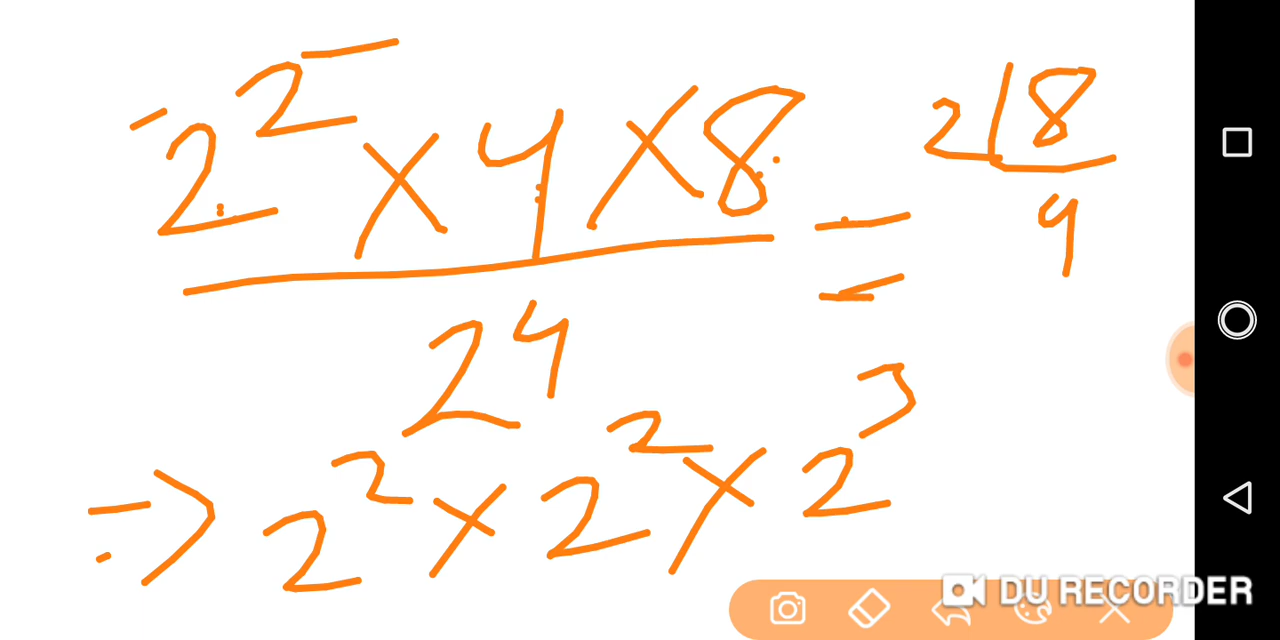 2² × 4 × 8 =
2⁴
2 | 8
4
=> 2² × 2² × 2³
DU RECORDER